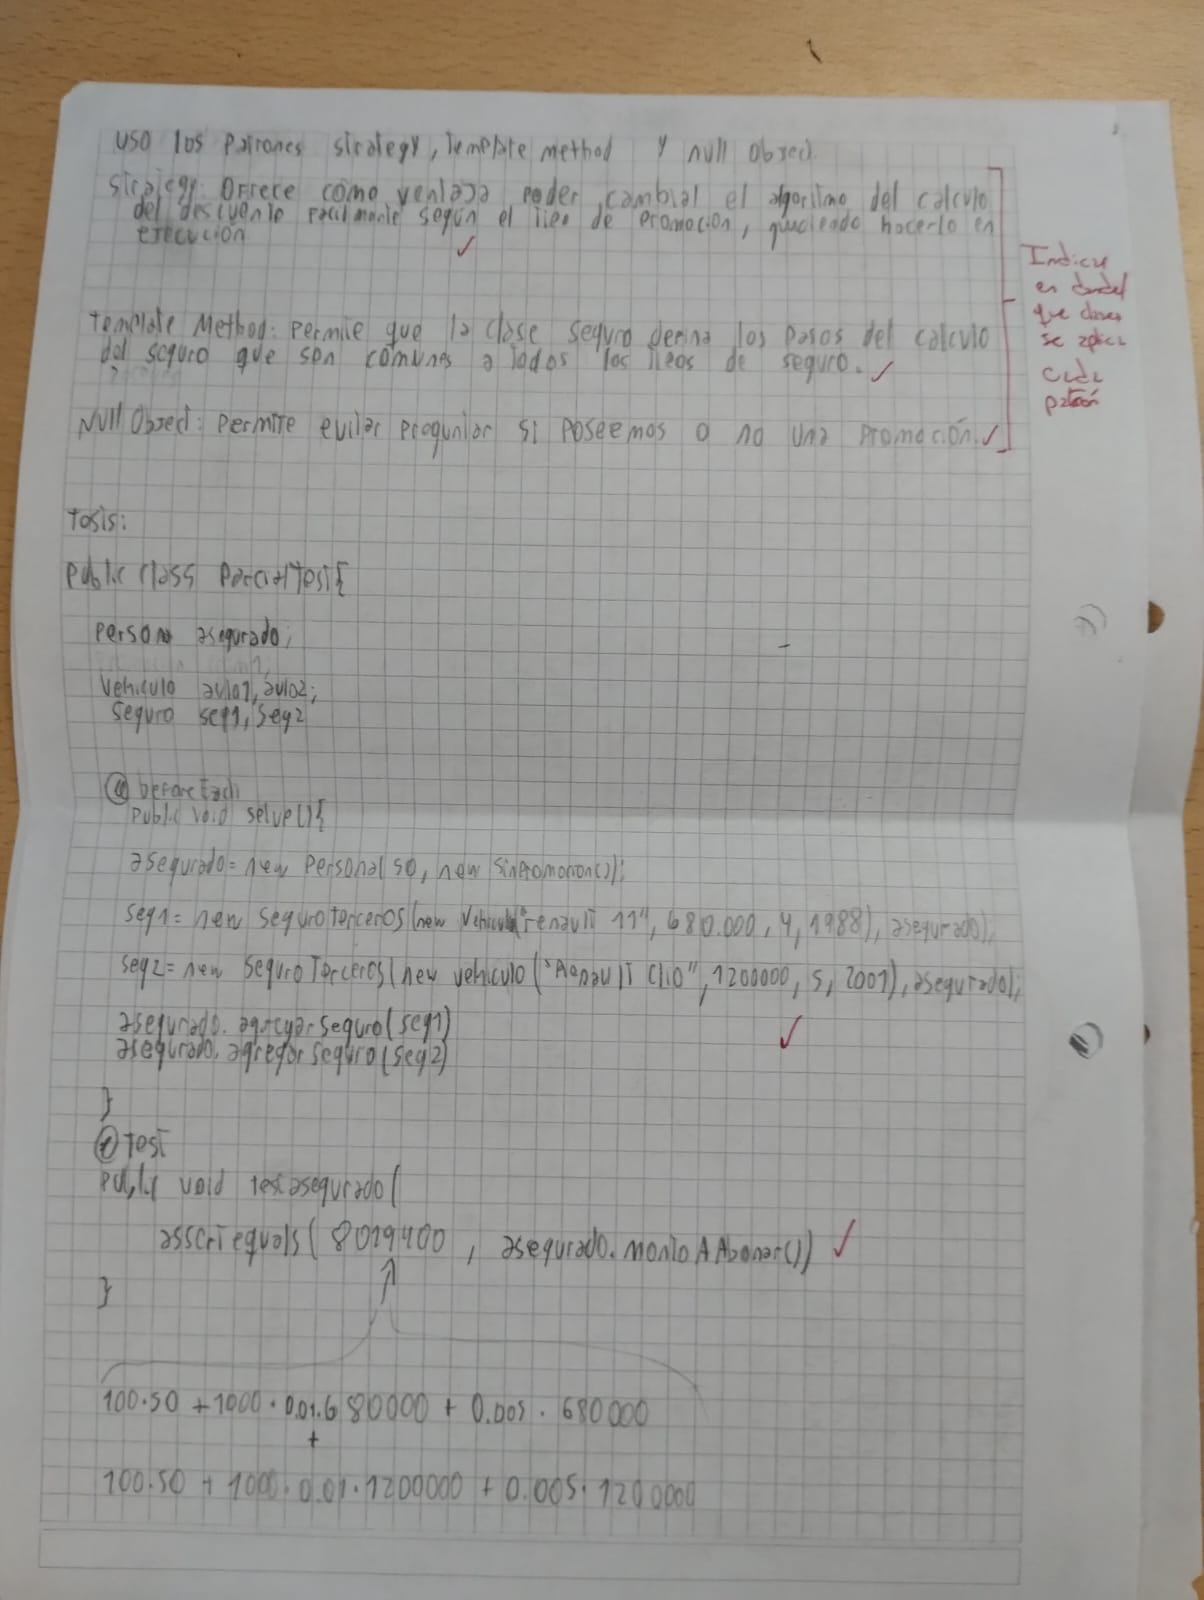 uso los Patrones strategy, Template method y null object.
Strategy: Ofrece como ventaja poder cambial el algoritmo del calculo
del descuento facilmente según el tipo de promoción, pudiendo hacerlo en
ejecución
Indicar
en donde/
que clases
se aplica
cada
patrón
Template Method: Permite que la clase seguro defina los pasos del calculo
del seguro que son comunes a todos los tipos de seguro.
Null Object: Permite evitar preguntar si poseemos o no una promoción.
Tests:
public class ParcialTest{
Persona asegurado;
Vehiculo auto1, auto2;
Seguro seg1, seg2
@beforeEach
public void setup(){
asegurado= new Persona(50, new SinPromocion());
seg1= new SeguroTerceros(new Vehiculo("renault 11", 680.000, 4, 1988), asegurado);
seg2= new SeguroTerceros(new vehiculo("Renault Clio", 1200000, 5, 2001), asegurado);
asegurado.agregarSeguro(seg1)
asegurado.agregarSeguro(seg2)
}
@Test
public void testasegurado(
assertequals(8019400, asegurado.montoAAbonar())
}
100.50 +1000.0.01.680000 + 0.005.680000
+
100.50 + 1000.0.01.1200000 + 0.005.1200000